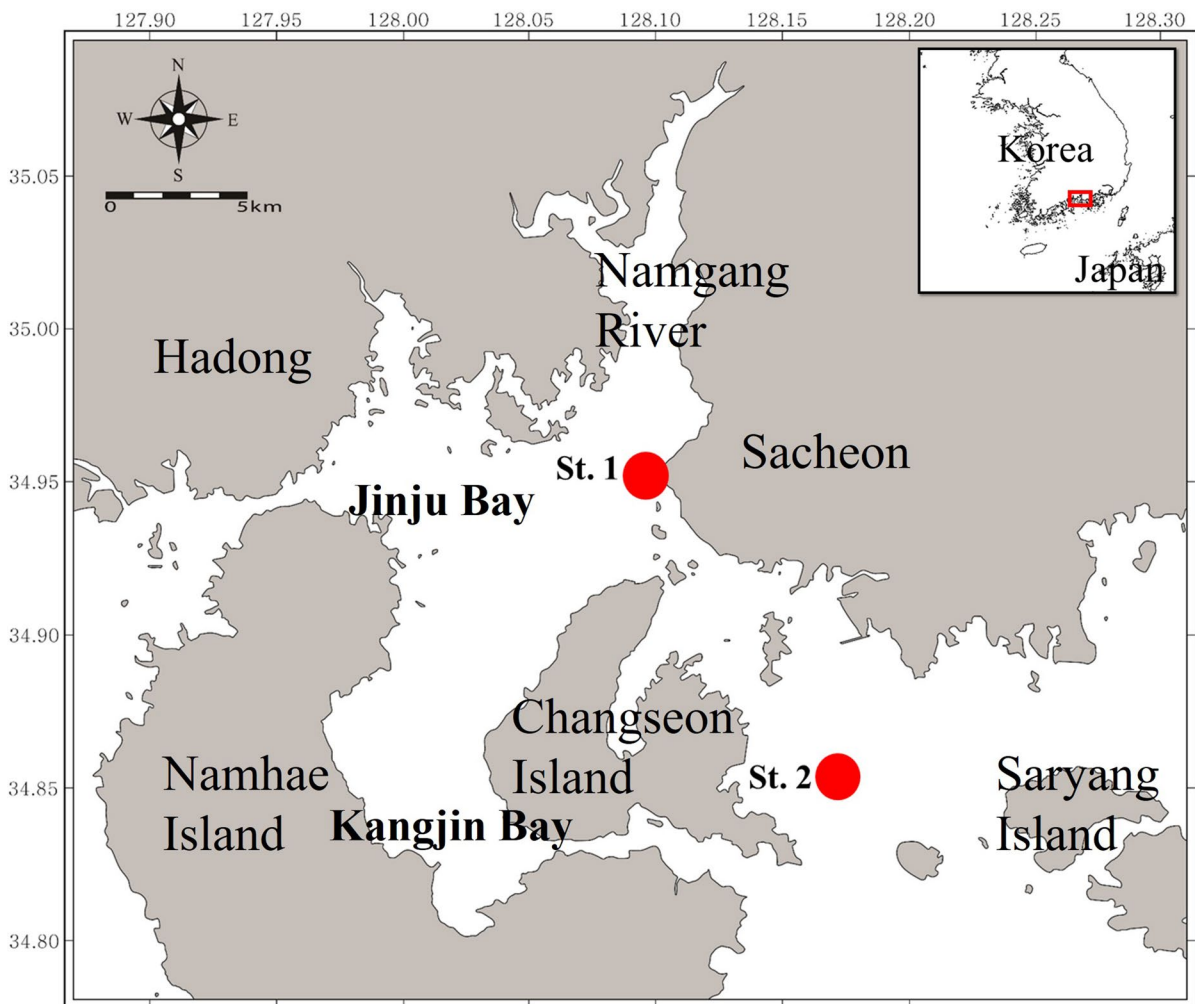 127.90 127.95 128.00 128.05 128.10 128.15 128.20 128.25 128.30
N
W E
S
0 5km
Korea
Japan
35.05
35.00
34.95
34.90
34.85
34.80
Namgang
River
Hadong
Sacheon
St. 1
Jinju Bay
Changseon
Island
St. 2
Namhae
Island
Saryang
Island
Kangjin Bay